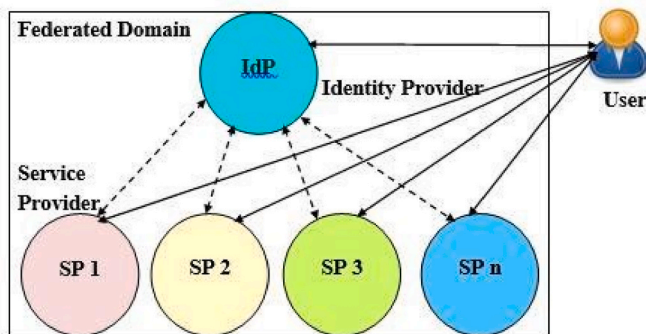 Federated Domain
IdP
Identity Provider
User
Service
Provider
SP 1
SP 2
SP 3
SP n